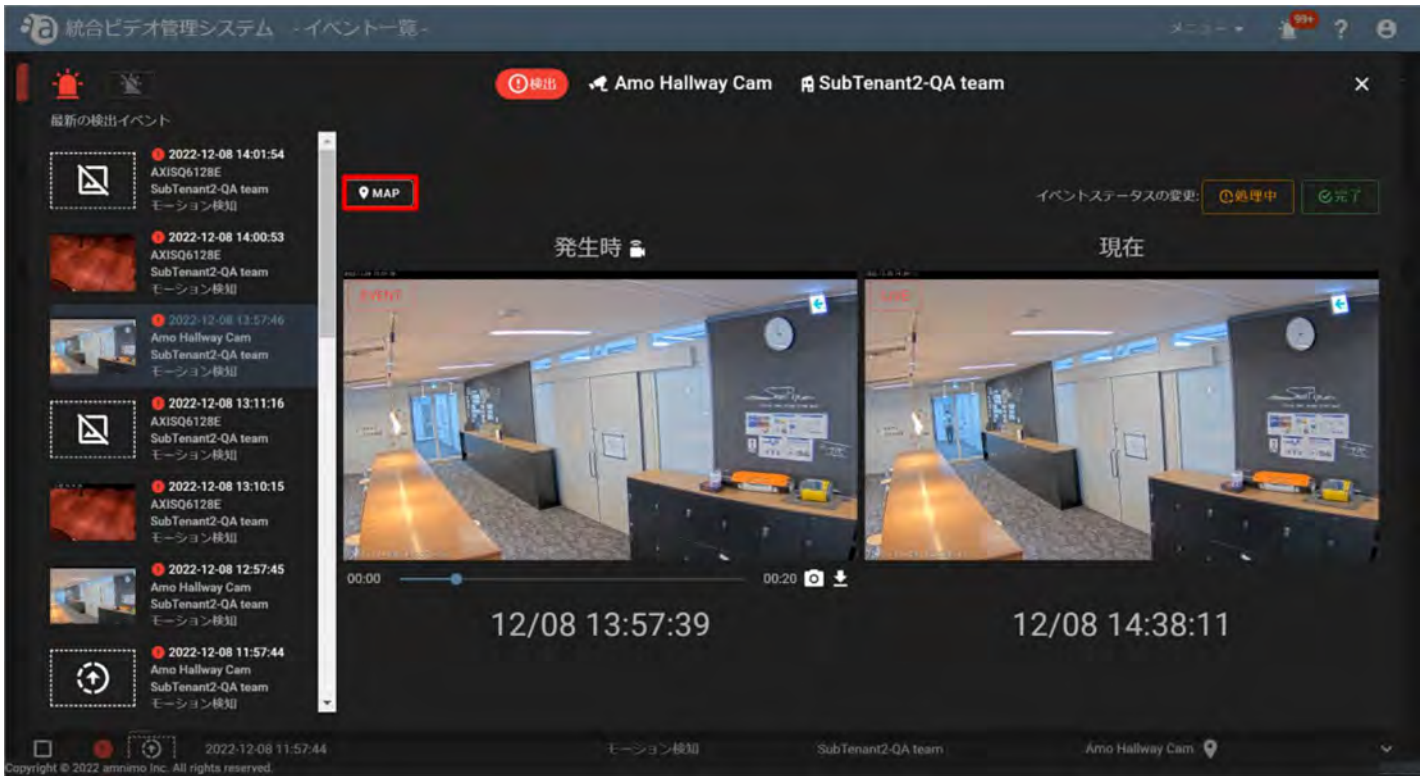 統合ビデオ管理システム -イベント一覧-
メニュー
99+
?
検出
Amo Hallway Cam
SubTenant2-QA team
最新の検出イベント
2022-12-08 14:01:54
AXISQ6128E
SubTenant2-QA team
モーション検知
2022-12-08 14:00:53
AXISQ6128E
SubTenant2-QA team
モーション検知
2022-12-08 13:57:46
Amo Hallway Cam
SubTenant2-QA team
モーション検知
2022-12-08 13:11:16
AXISQ6128E
SubTenant2-QA team
モーション検知
2022-12-08 13:10:15
AXISQ6128E
SubTenant2-QA team
モーション検知
2022-12-08 12:57:45
Amo Hallway Cam
SubTenant2-QA team
モーション検知
2022-12-08 11:57:44
Amo Hallway Cam
SubTenant2-QA team
モーション検知
MAP
イベントステータスの変更:
処理中
完了
発生時
現在
EVENT
LIVE
00:00
00:20
12/08 13:57:39
12/08 14:38:11
2022-12-08 11:57:44
モーション検知
SubTenant2-QA team
Amo Hallway Cam
Copyright © 2022 amnimo Inc. All rights reserved.